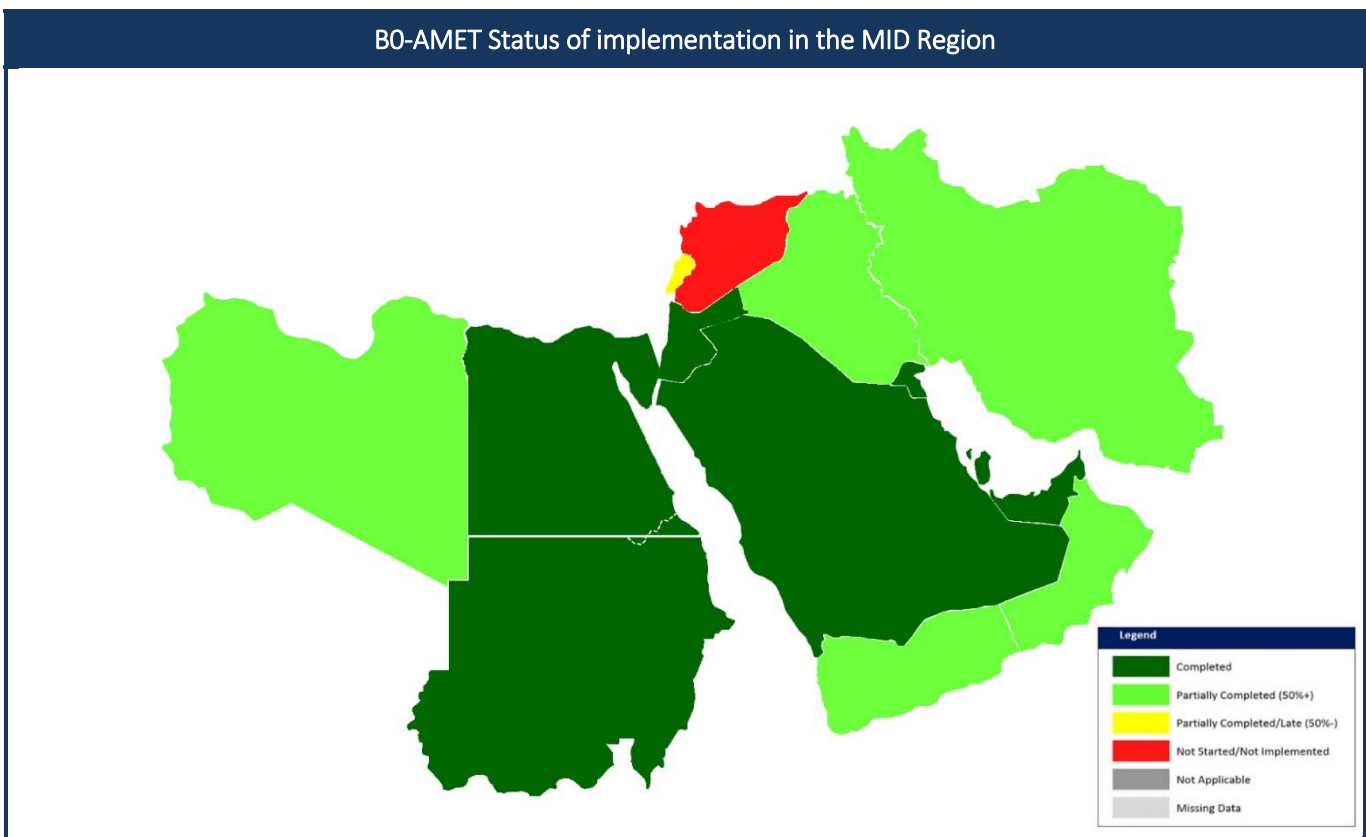 B0-AMET Status of implementation in the MID Region
Legend
Completed
Partially Completed (50%+)
Partially Completed/Late (50%-)
Not Started/Not Implemented
Not Applicable
Missing Data